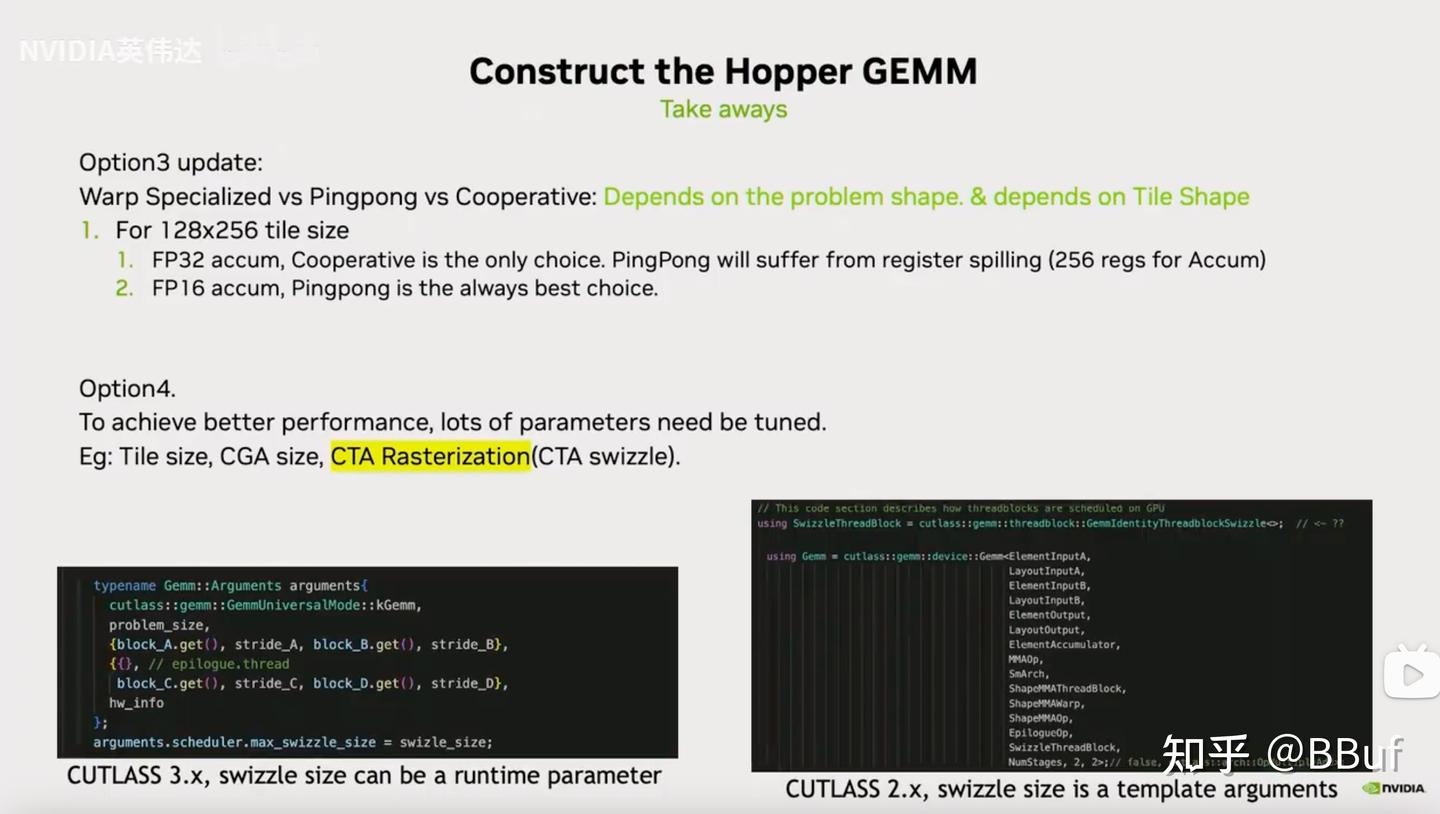 NVIDIA英伟达
Construct the Hopper GEMM
Take aways
Option3 update:
Warp Specialized vs Pingpong vs Cooperative: Depends on the problem shape. & depends on Tile Shape
1. For 128x256 tile size
1. FP32 accum, Cooperative is the only choice. PingPong will suffer from register spilling (256 regs for Accum)
2. FP16 accum, Pingpong is the always best choice.
Option4.
To achieve better performance, lots of parameters need be tuned.
Eg: Tile size, CGA size, CTA Rasterization(CTA swizzle).
typename Gemm::Arguments arguments{
cutlass::gemm::GemmUniversalMode::kGemm,
problem_size,
{block_A.get(), stride_A, block_B.get(), stride_B},
{{}, // epilogue.thread
block_C.get(), stride_C, block_D.get(), stride_D},
hw_info
};
arguments.scheduler.max_swizzle_size = swizle_size;
CUTLASS 3.x, swizzle size can be a runtime parameter
// This code section describes how threadblocks are scheduled on GPU
using SwizzleThreadBlock = cutlass::gemm::threadblock::GemmIdentityThreadblockSwizzle<>; // <- ??
using Gemm = cutlass::gemm::device::Gemm<ElementInputA,
LayoutInputA,
ElementInputB,
LayoutInputB,
ElementOutput,
LayoutOutput,
ElementAccumulator,
MMAOp,
SmArch,
ShapeMMAThreadBlock,
ShapeMMAWarp,
ShapeMMAOp,
EpilogueOp,
SwizzleThreadBlock,
NumStages, 2, 2>;// false,
CUTLASS 2.x, swizzle size is a template arguments
知乎 @BBuf
NVIDIA.